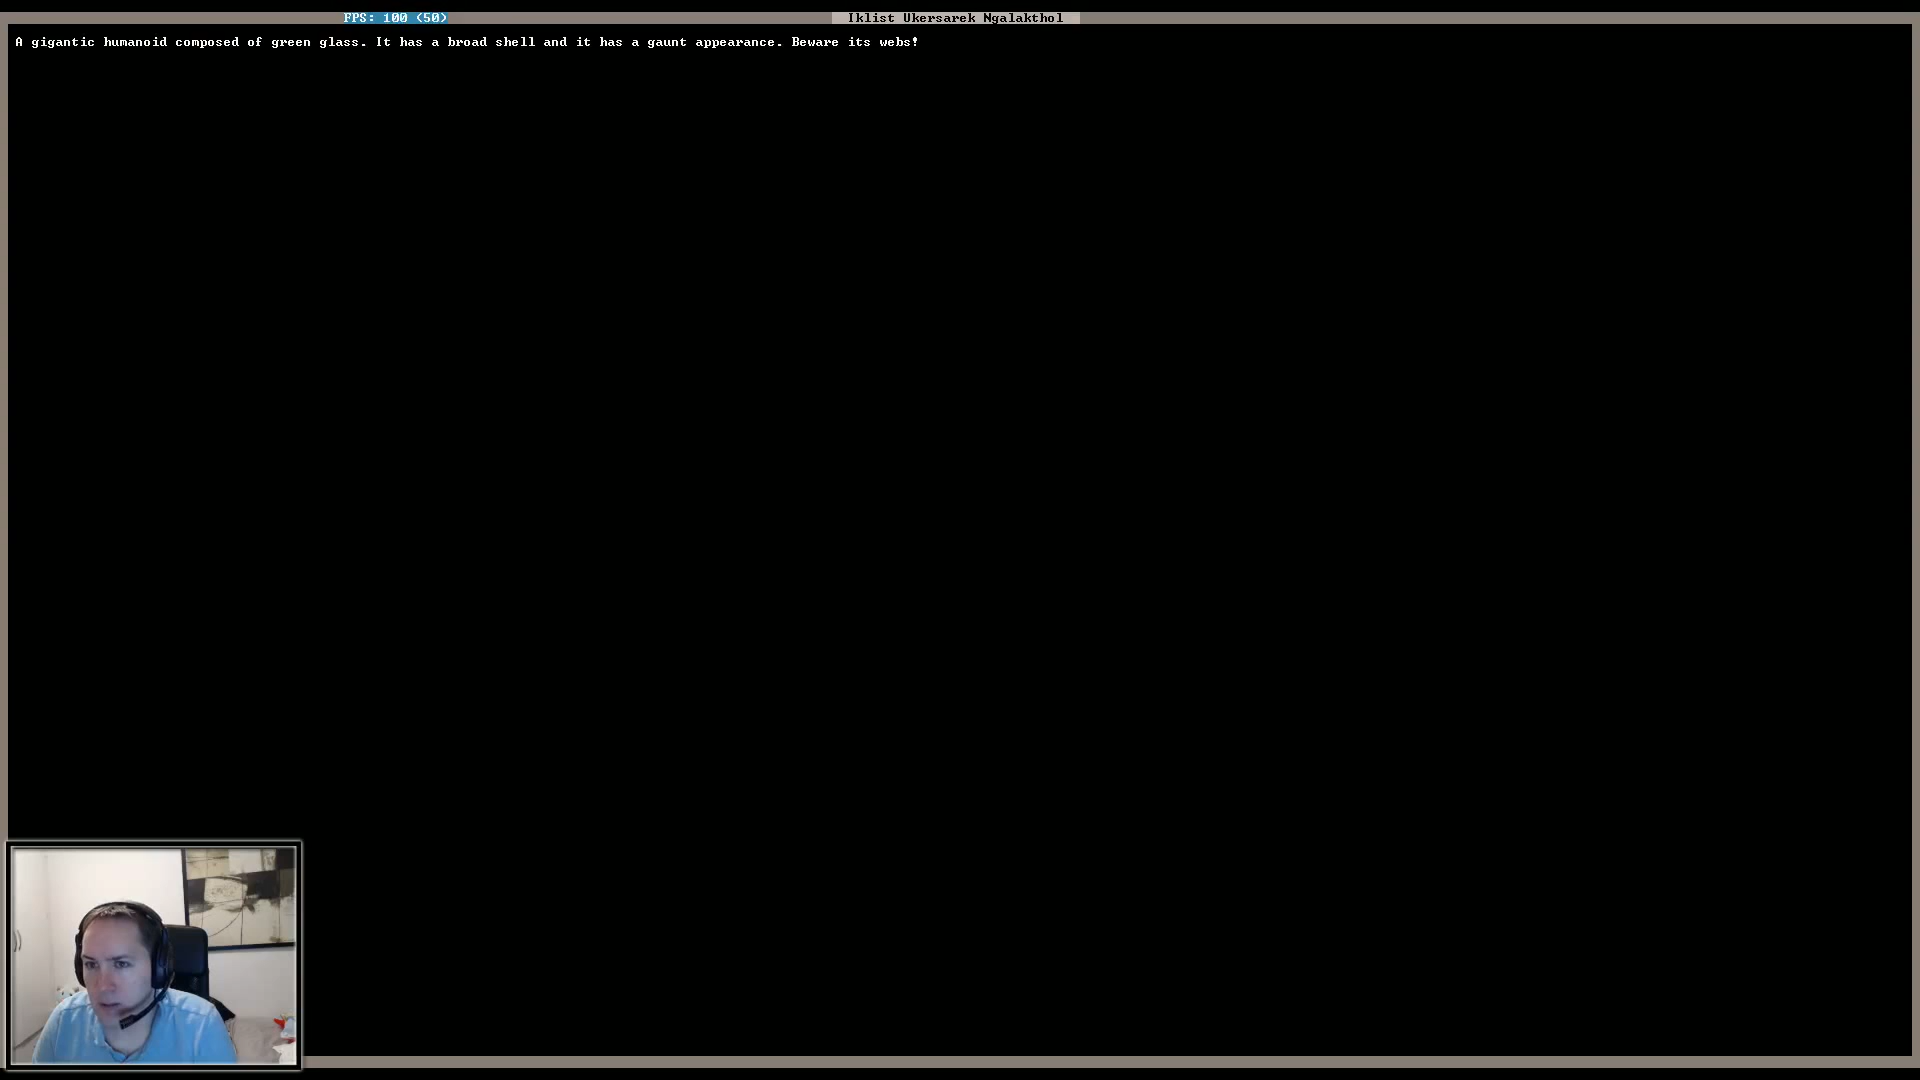 FPS: 100 (50)
Iklist Ukersarek Ngalakthol
A gigantic humanoid composed of green glass. It has a broad shell and it has a gaunt appearance. Beware its webs!